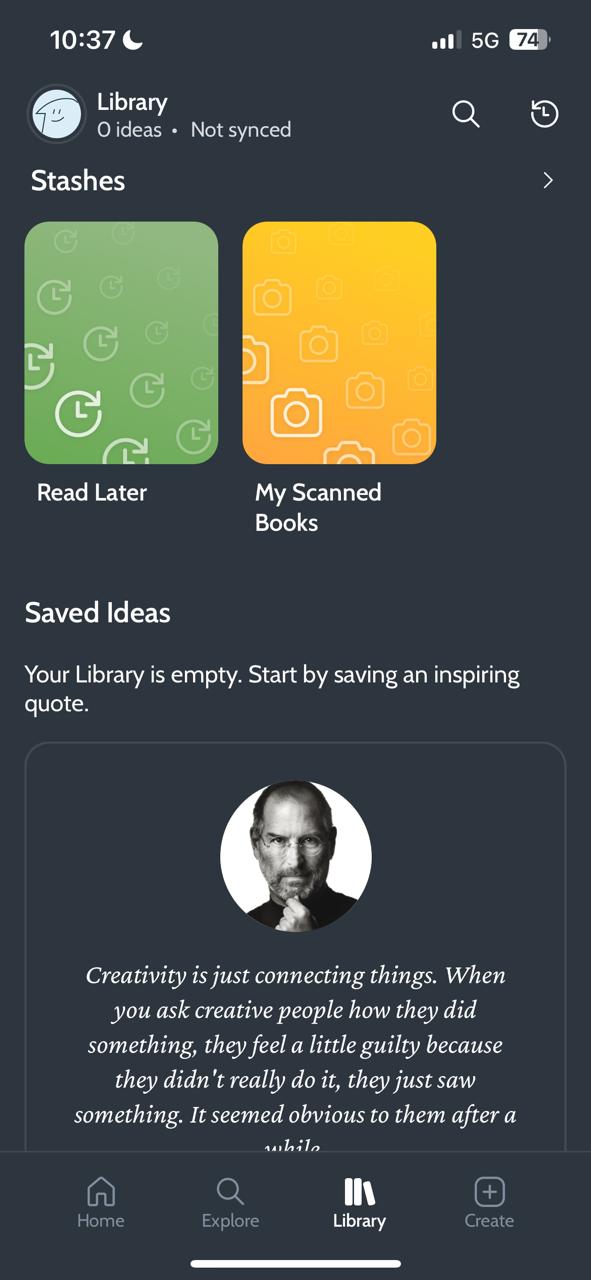 10:37
5G
74
Library
0 ideas • Not synced
Stashes
Read Later
My Scanned
Books
Saved Ideas
Your Library is empty. Start by saving an inspiring
quote.
Creativity is just connecting things. When
you ask creative people how they did
something, they feel a little guilty because
they didn't really do it, they just saw
something. It seemed obvious to them after a
while
Home
Explore
Library
Create